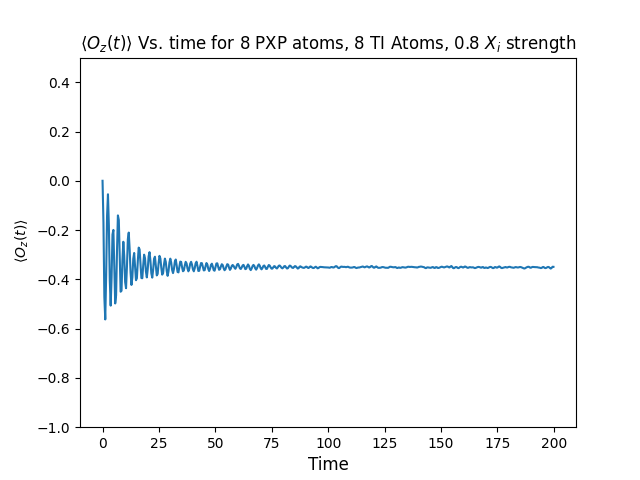 ⟨O_z(t)⟩ Vs. time for 8 PXP atoms, 8 TI Atoms, 0.8 X_i strength
0.4
0.2
0.0
−0.2
−0.4
−0.6
−0.8
−1.0
⟨O_z(t)⟩
0 25 50 75 100 125 150 175 200
Time